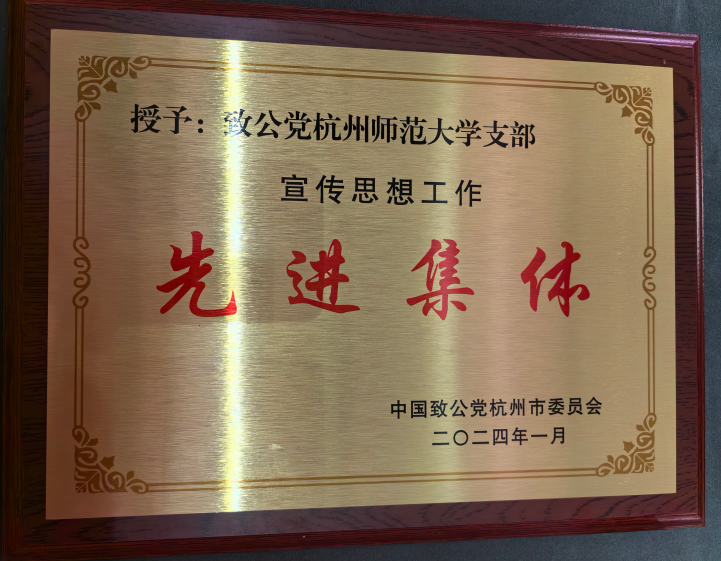 授予：致公党杭州师范大学支部
宣传思想工作
先进集体
中国致公党杭州市委员会
二〇二四年一月